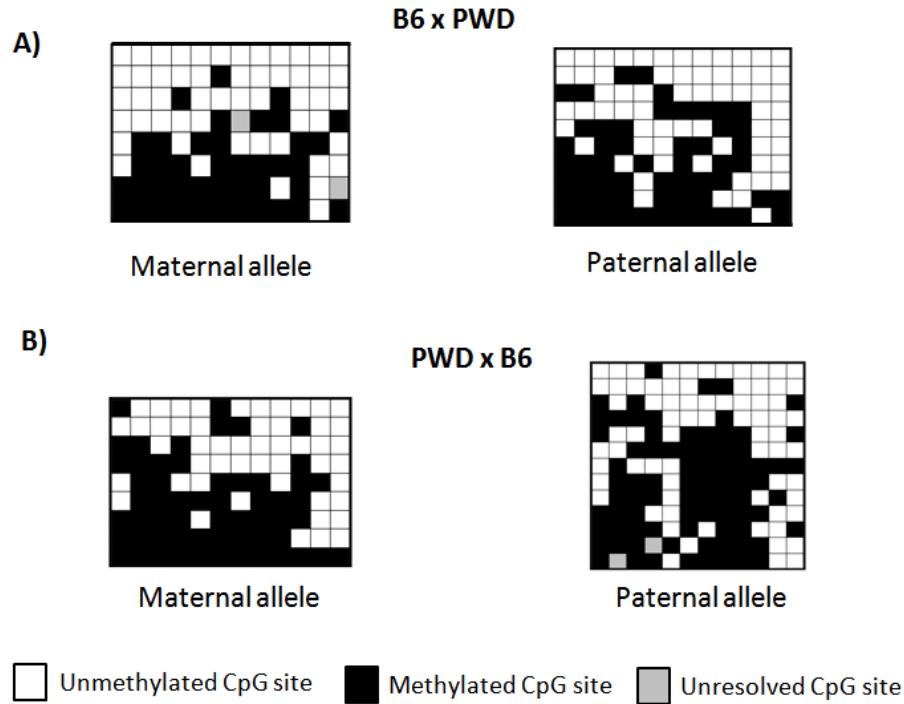 B6 x PWD
A)
Maternal allele
Paternal allele
B)
PWD x B6
Maternal allele
Paternal allele
Unmethylated CpG site
Methylated CpG site
Unresolved CpG site